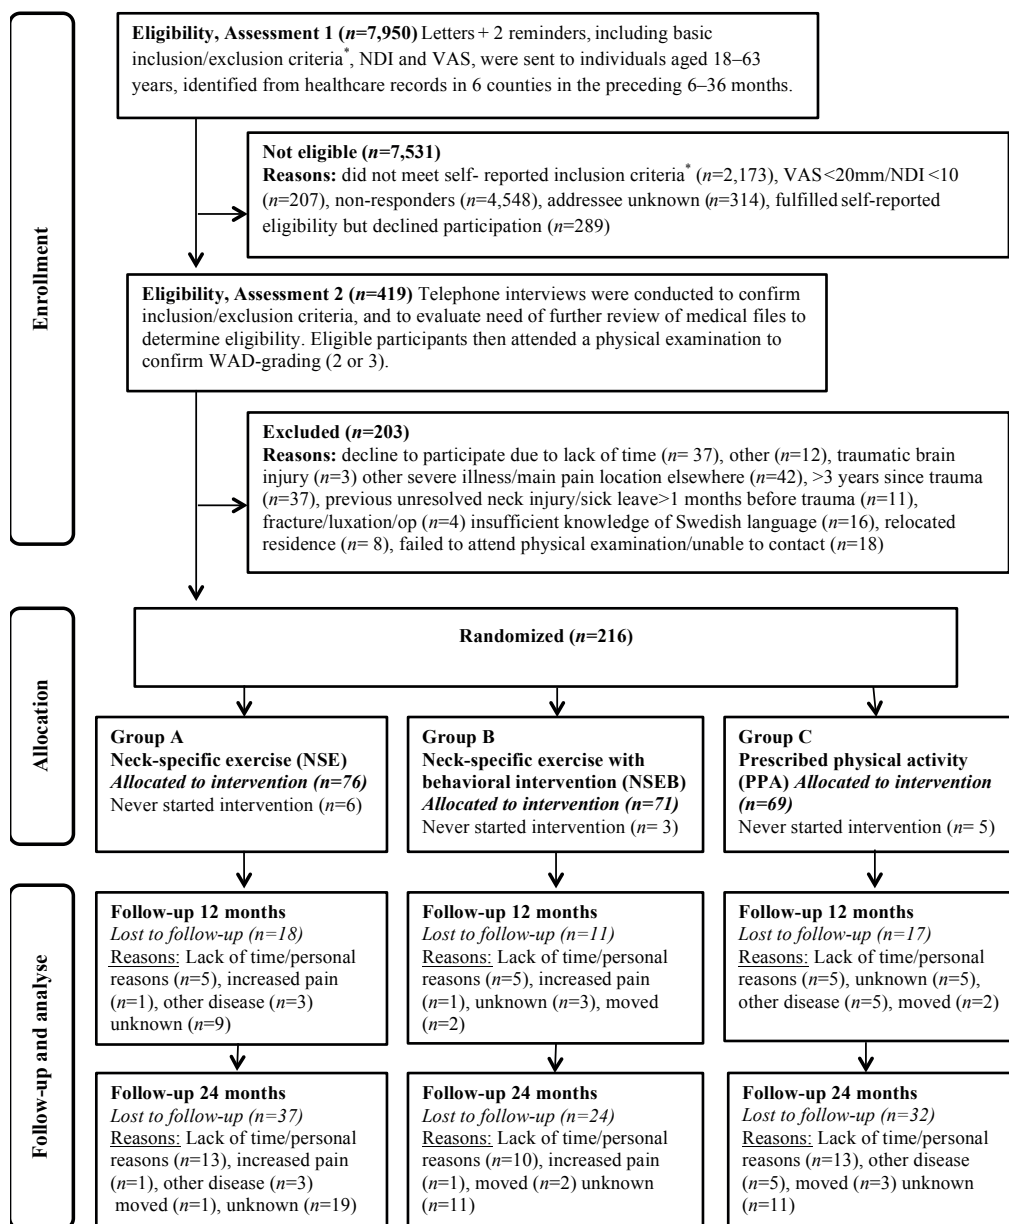 Eligibility, Assessment 1 (n=7,950) Letters + 2 reminders, including basic
inclusion/exclusion criteria*, NDI and VAS, were sent to individuals aged 18–63
years, identified from healthcare records in 6 counties in the preceding 6–36 months.
Not eligible (n=7,531)
Reasons: did not meet self- reported inclusion criteria* (n=2,173), VAS <20mm/NDI <10
(n=207), non-responders (n=4,548), addressee unknown (n=314), fulfilled self-reported
eligibility but declined participation (n=289)
Enrollment
Eligibility, Assessment 2 (n=419) Telephone interviews were conducted to confirm
inclusion/exclusion criteria, and to evaluate need of further review of medical files to
determine eligibility. Eligible participants then attended a physical examination to
confirm WAD-grading (2 or 3).
Excluded (n=203)
Reasons: decline to participate due to lack of time (n= 37), other (n=12), traumatic brain
injury (n=3) other severe illness/main pain location elsewhere (n=42), >3 years since trauma
(n=37), previous unresolved neck injury/sick leave>1 months before trauma (n=11),
fracture/luxation/op (n=4) insufficient knowledge of Swedish language (n=16), relocated
residence (n= 8), failed to attend physical examination/unable to contact (n=18)
Randomized (n=216)
Allocation
Group A
Neck-specific exercise (NSE)
Allocated to intervention (n=76)
Never started intervention (n=6)
Group B
Neck-specific exercise with
behavioral intervention (NSEB)
Allocated to intervention (n=71)
Never started intervention (n= 3)
Group C
Prescribed physical activity
(PPA) Allocated to intervention
(n=69)
Never started intervention (n= 5)
Follow-up and analyse
Follow-up 12 months
Lost to follow-up (n=18)
Reasons: Lack of time/personal
reasons (n=5), increased pain
(n=1), other disease (n=3)
unknown (n=9)
Follow-up 12 months
Lost to follow-up (n=11)
Reasons: Lack of time/personal
reasons (n=5), increased pain
(n=1), unknown (n=3), moved
(n=2)
Follow-up 12 months
Lost to follow-up (n=17)
Reasons: Lack of time/personal
reasons (n=5), unknown (n=5),
other disease (n=5), moved (n=2)
Follow-up 24 months
Lost to follow-up (n=37)
Reasons: Lack of time/personal
reasons (n=13), increased pain
(n=1), other disease (n=3)
moved (n=1), unknown (n=19)
Follow-up 24 months
Lost to follow-up (n=24)
Reasons: Lack of time/personal
reasons (n=10), increased pain
(n=1), moved (n=2) unknown
(n=11)
Follow-up 24 months
Lost to follow-up (n=32)
Reasons: Lack of time/personal
reasons (n=13), other disease
(n=5), moved (n=3) unknown
(n=11)